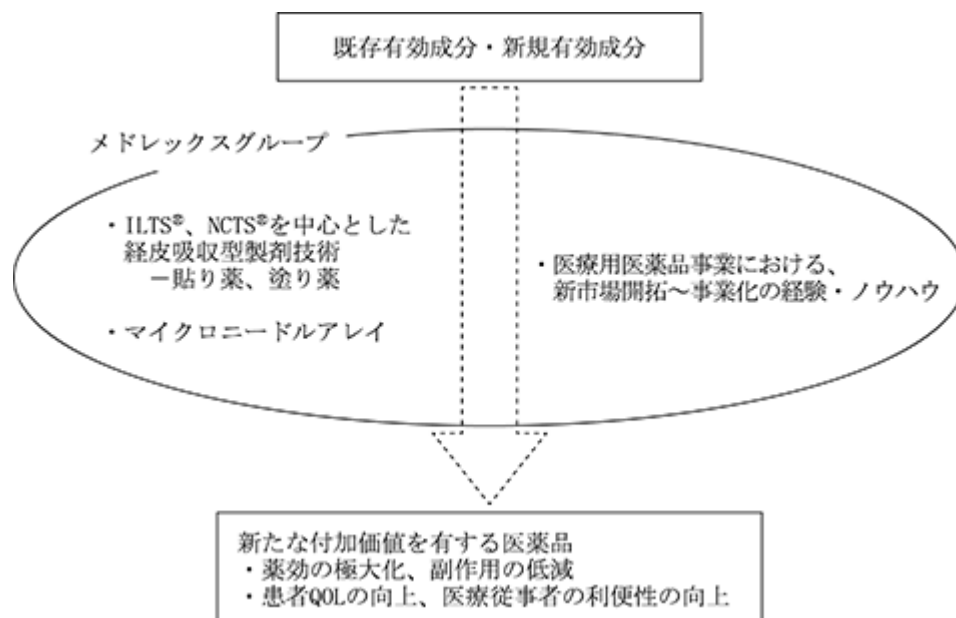 既存有効成分・新規有効成分
メドレックスグループ
・ILTS®、NCTS®を中心とした
経皮吸収型製剤技術
－貼り薬、塗り薬
・マイクロニードルアレイ
・医療用医薬品事業における、
新市場開拓～事業化の経験・ノウハウ
新たな付加価値を有する医薬品
・薬効の極大化、副作用の低減
・患者QOLの向上、医療従事者の利便性の向上